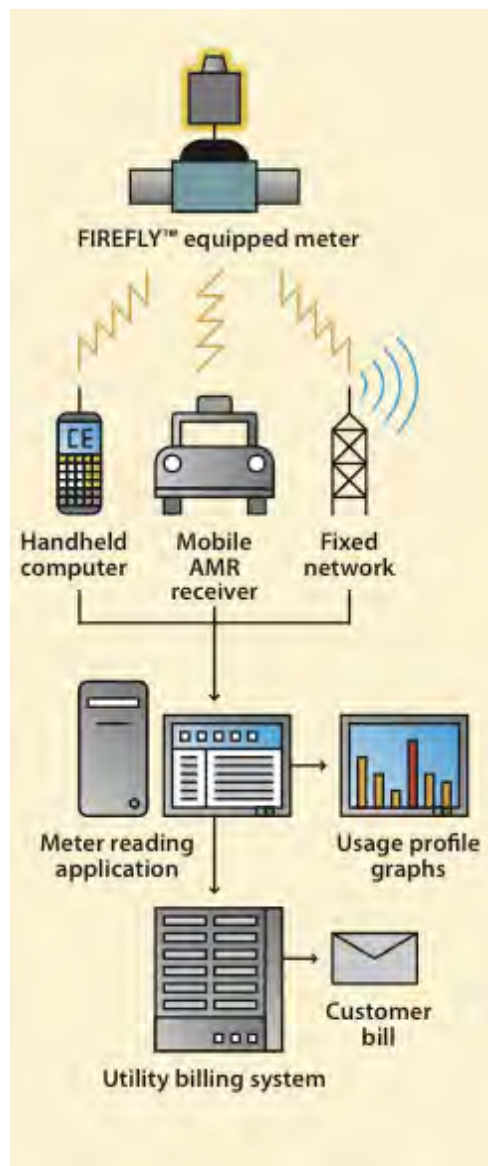 FIREFLY™ equipped meter
CE
Handheld
computer
Mobile
AMR
receiver
Fixed
network
Meter reading
application
Usage profile
graphs
Customer
bill
Utility billing system